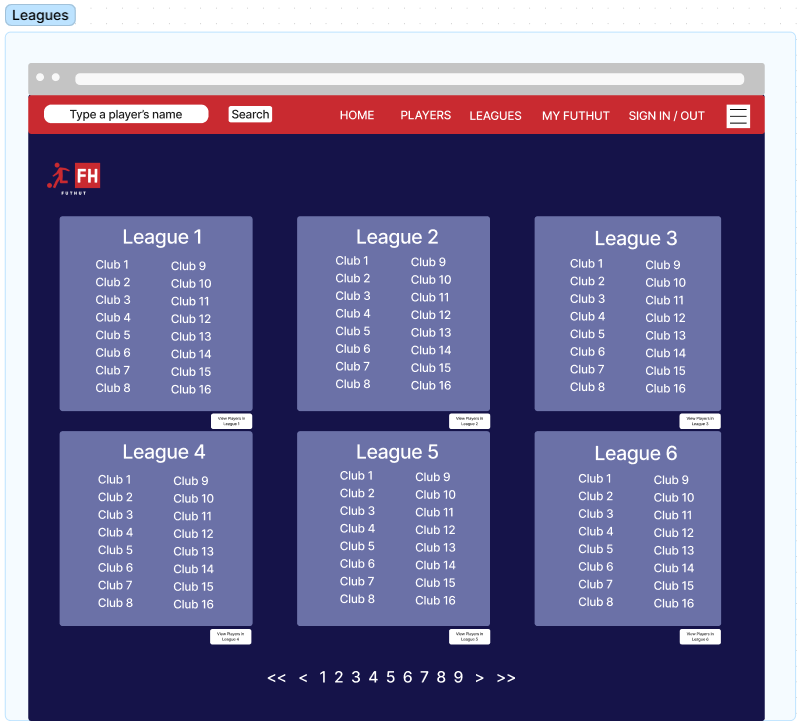 Leagues
Type a player's name
Search
HOME
PLAYERS
LEAGUES
MY FUTHUT
SIGN IN / OUT
FH
FUTHUT
League 1
Club 1 Club 9
Club 2 Club 10
Club 3 Club 11
Club 4 Club 12
Club 5 Club 13
Club 6 Club 14
Club 7 Club 15
Club 8 Club 16
View Players in
League 1
League 2
Club 1 Club 9
Club 2 Club 10
Club 3 Club 11
Club 4 Club 12
Club 5 Club 13
Club 6 Club 14
Club 7 Club 15
Club 8 Club 16
View Players in
League 2
League 3
Club 1 Club 9
Club 2 Club 10
Club 3 Club 11
Club 4 Club 12
Club 5 Club 13
Club 6 Club 14
Club 7 Club 15
Club 8 Club 16
View Players in
League 3
League 4
Club 1 Club 9
Club 2 Club 10
Club 3 Club 11
Club 4 Club 12
Club 5 Club 13
Club 6 Club 14
Club 7 Club 15
Club 8 Club 16
View Players in
League 4
League 5
Club 1 Club 9
Club 2 Club 10
Club 3 Club 11
Club 4 Club 12
Club 5 Club 13
Club 6 Club 14
Club 7 Club 15
Club 8 Club 16
View Players in
League 5
League 6
Club 1 Club 9
Club 2 Club 10
Club 3 Club 11
Club 4 Club 12
Club 5 Club 13
Club 6 Club 14
Club 7 Club 15
Club 8 Club 16
View Players in
League 6
<< < 1 2 3 4 5 6 7 8 9 > >>